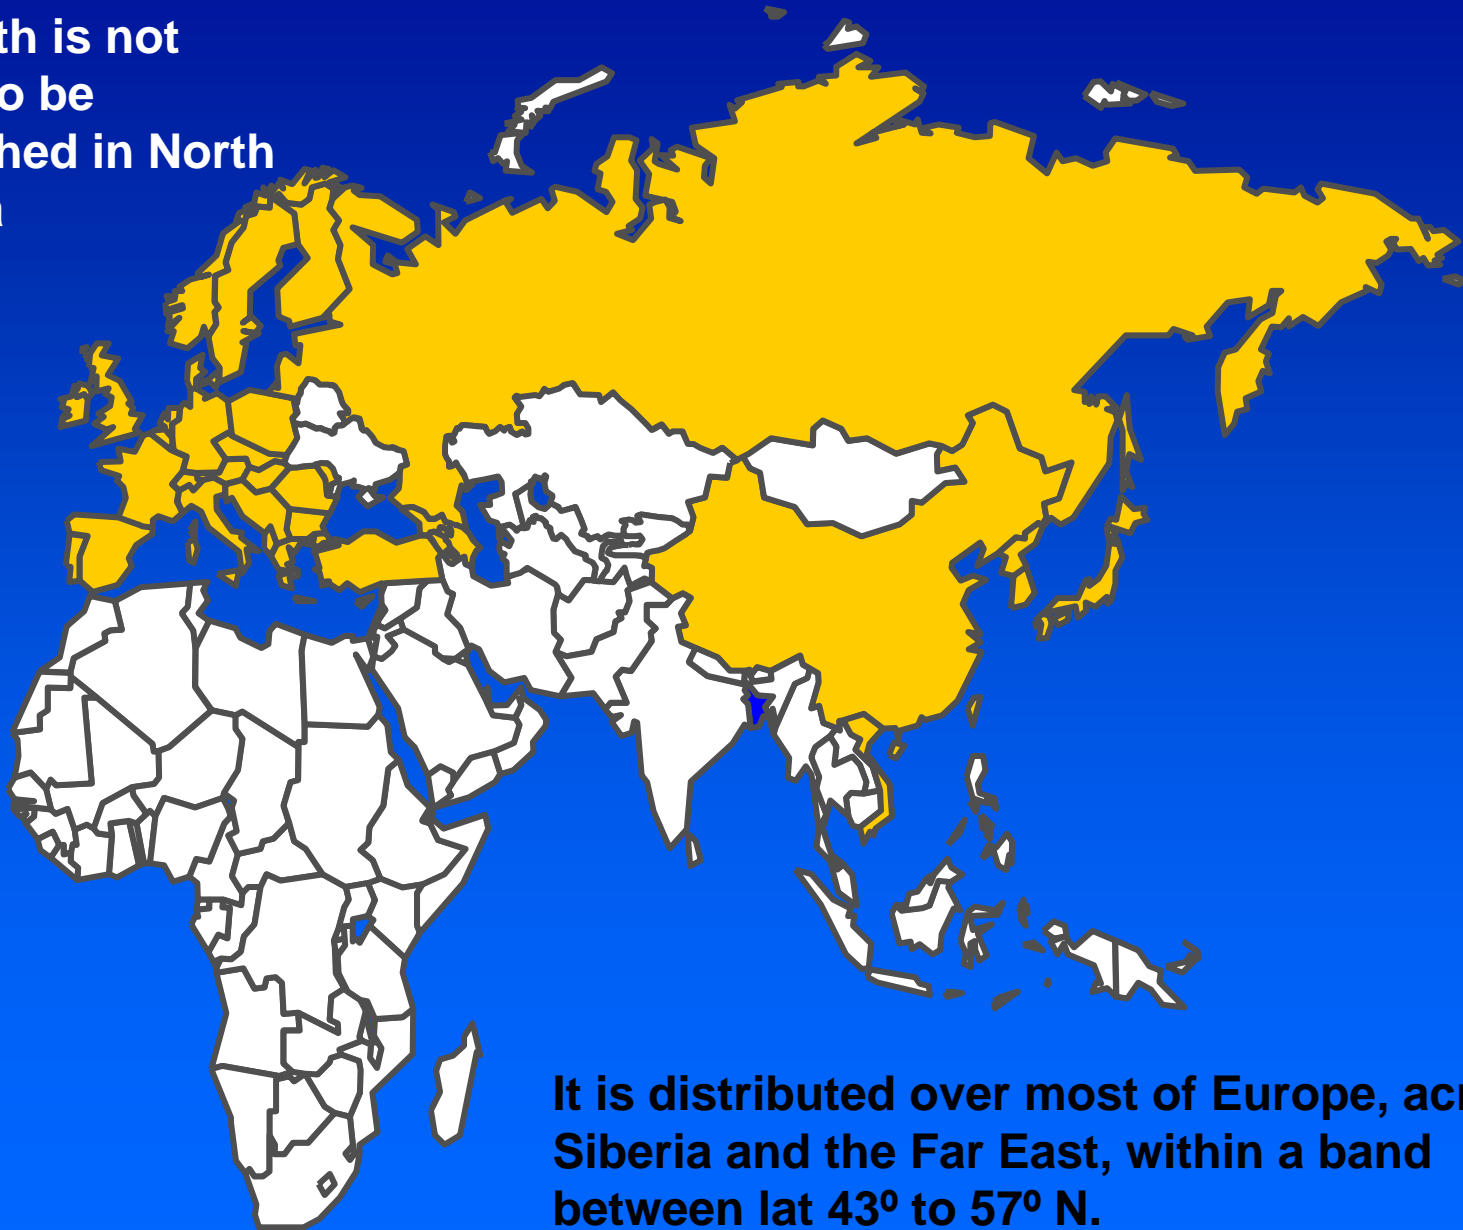 th is not
o be
hed in North
It is distributed over most of Europe, acr
Siberia and the Far East, within a band
between lat 43º to 57º N.